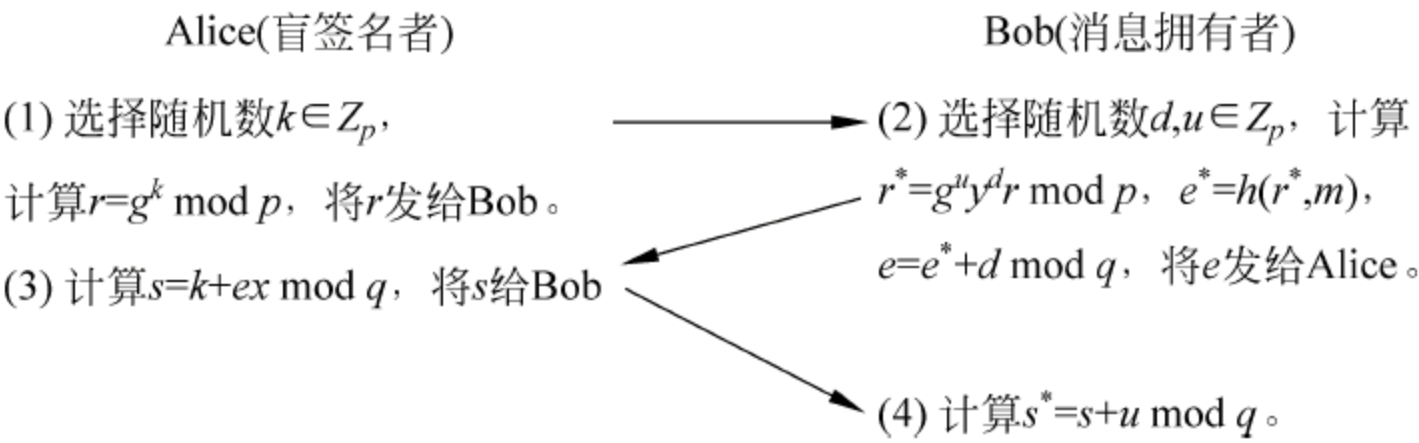 Alice(盲签名者)
Bob(消息拥有者)
(1) 选择随机数k∈Zp，
计算r=g^k mod p，将r发给Bob。
(2) 选择随机数d,u∈Zp，计算
r*=g^u y^d r mod p，e*=h(r*,m)，
e=e*+d mod q，将e发给Alice。
(3) 计算s=k+ex mod q，将s给Bob
(4) 计算s*=s+u mod q。